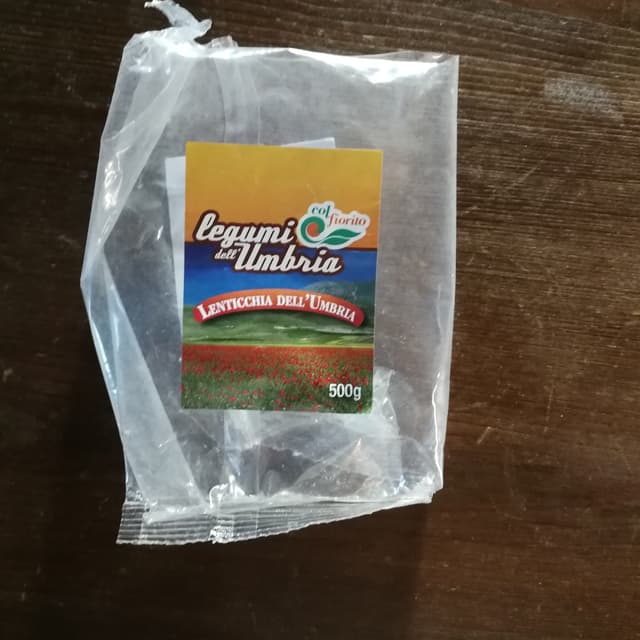 col
fiorito
legumi
dell'Umbria
LENTICCHIA DELL'UMBRIA
500g